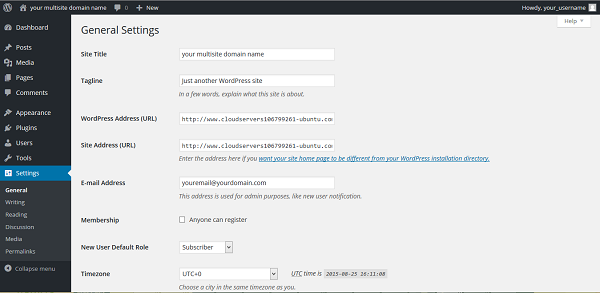 your multisite domain name 0 + New Howdy, your_username
Help
Dashboard
Posts
Media
Pages
Comments
Appearance
Plugins
Users
Tools
Settings
General
Writing
Reading
Discussion
Media
Permalinks
Collapse menu
General Settings
Site Title your multisite domain name
Tagline Just another WordPress site
In a few words, explain what this site is about.
WordPress Address (URL) http://www.cloudservers106799261-ubuntu.co
Site Address (URL) http://www.cloudservers106799261-ubuntu.co
Enter the address here if you want your site home page to be different from your WordPress installation directory.
E-mail Address youremail@yourdomain.com
This address is used for admin purposes, like new user notification.
Membership Anyone can register
New User Default Role Subscriber
Timezone UTC+0 UTC time is 2015-08-25 16:11:08
Choose a city in the same timezone as you.